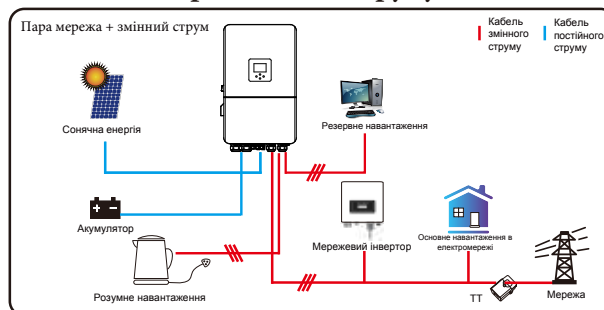 Пара мережа + змінний струм
Кабель
змінного
струму
Кабель
постійного
струму
Сонячна енергія
Резервне навантаження
Акумулятор
Мережевий інвертор
Основне навантаження в
електромережі
Розумне навантаження
ТТ
Мережа